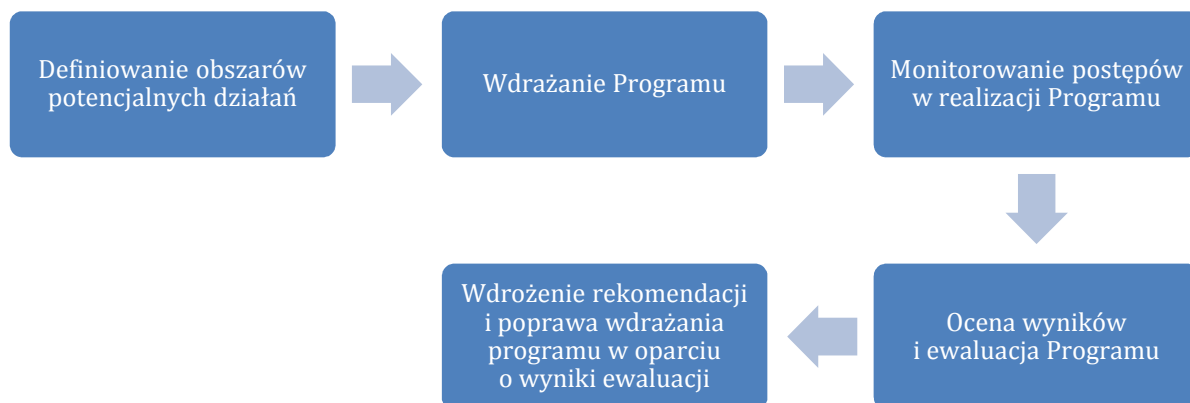 Definiowanie obszarów
potencjalnych działań
Wdrażanie Programu
Monitorowanie postępów
w realizacji Programu
Ocena wyników
i ewaluacja Programu
Wdrożenie rekomendacji
i poprawa wdrażania
programu w oparciu
o wyniki ewaluacji